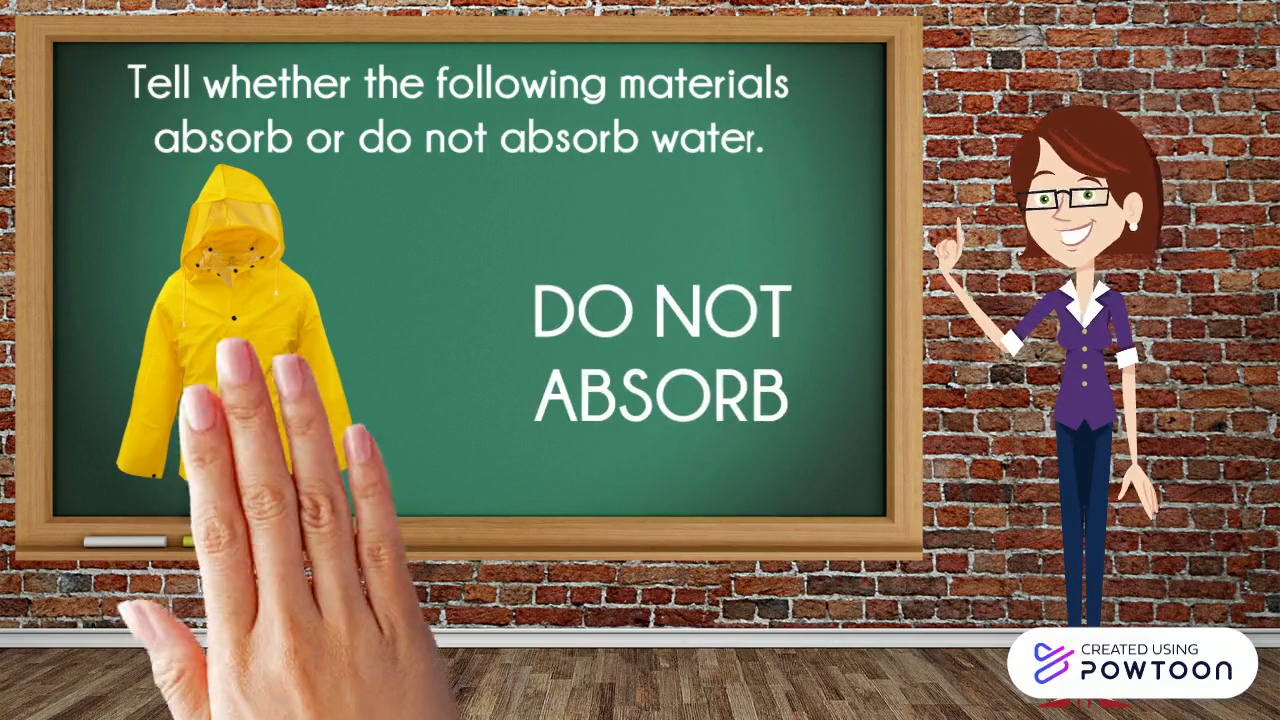 Tell whether the following materials
absorb or do not absorb water.
DO NOT
ABSORB
CREATED USING
POWTOON